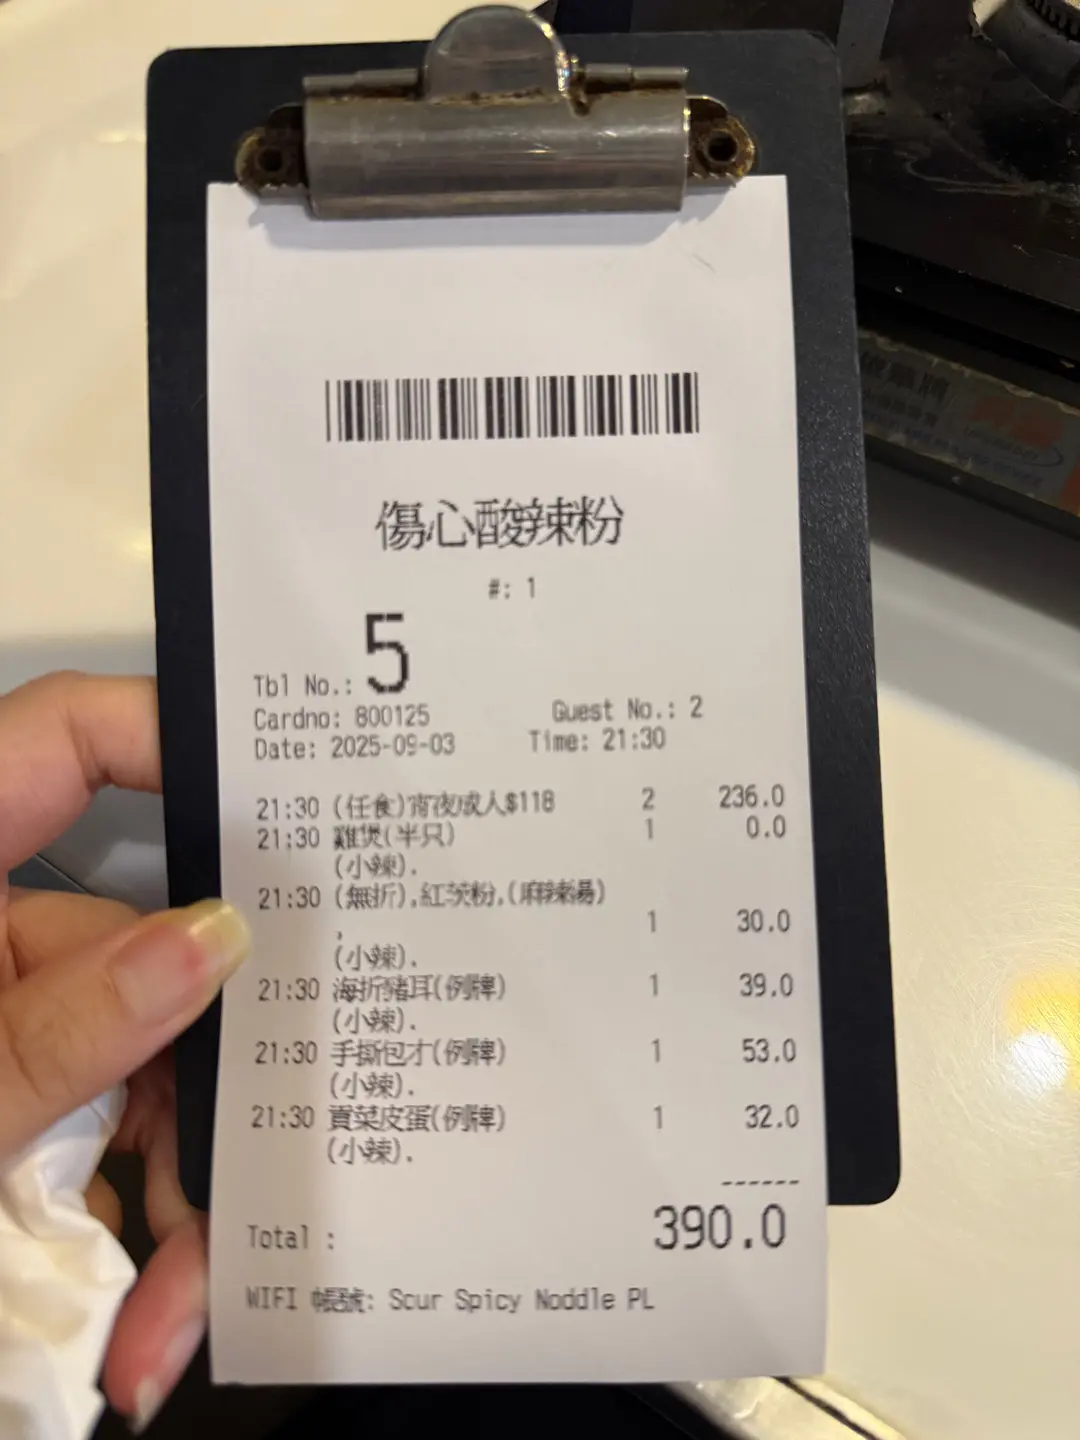 傷心酸辣粉
#: 1
Tbl No.: 5
Cardno: 800125 Guest No.: 2
Date: 2025-09-03 Time: 21:30
21:30 (任食)宵夜成人$118 2 236.0
21:30 雞煲(半只) 1 0.0
(小辣).
21:30 (無折),紅茨粉,(麻辣湯)
, 1 30.0
(小辣).
21:30 海折豬耳(例牌) 1 39.0
(小辣).
21:30 手撕包才(例牌) 1 53.0
(小辣).
21:30 貢菜皮蛋(例牌) 1 32.0
(小辣).
------
Total : 390.0
WIFI 帳號: Scur Spicy Noddle PL